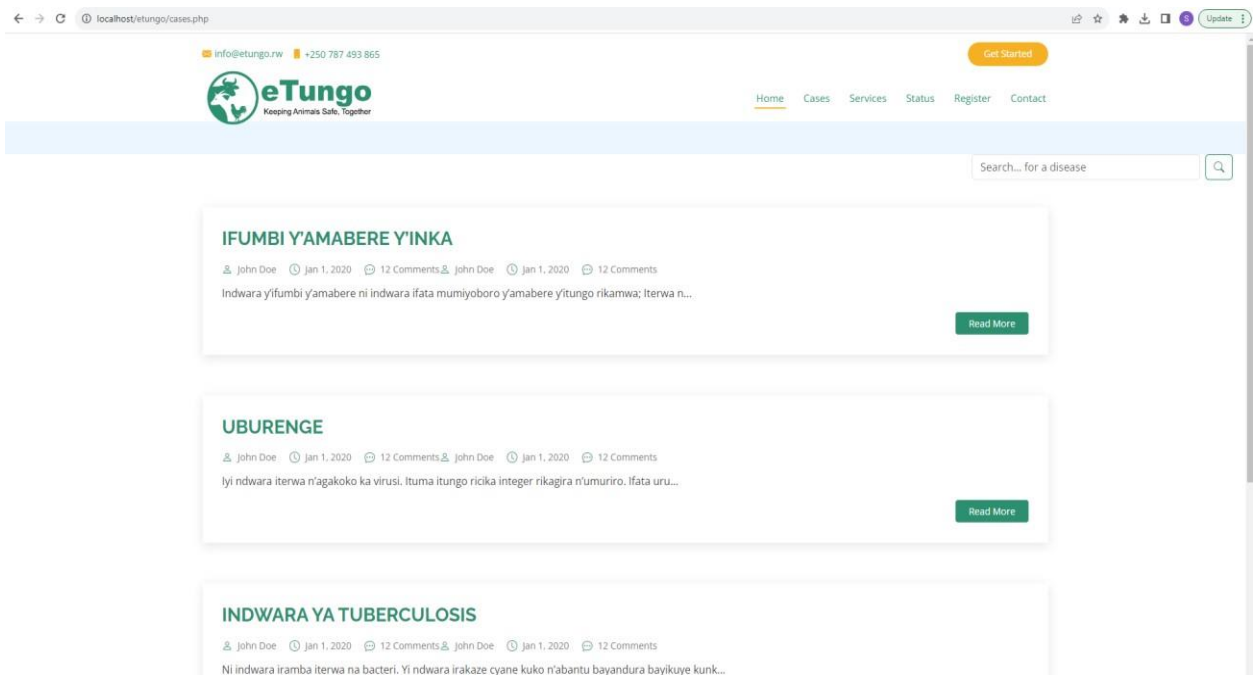 localhost/etungo/cases.php
S
Update
info@etungo.rw +250 787 493 865
Get Started
eTungo
Keeping Animals Safe, Together
Home Cases Services Status Register Contact
Search... for a disease
IFUMBI Y'AMABERE Y'INKA
John Doe Jan 1, 2020 12 Comments John Doe Jan 1, 2020 12 Comments
Indwara y'ifumbi y'amabere ni indwara ifata mumiyoboro y'amabere y'itungo rikamwa; Iterwa n...
Read More
UBURENGE
John Doe Jan 1, 2020 12 Comments John Doe Jan 1, 2020 12 Comments
Iyi ndwara iterwa n'agakoko ka virusi. Ituma itungo ricika integer rikagira n'umuriro. Ifata uru...
Read More
INDWARA YA TUBERCULOSIS
John Doe Jan 1, 2020 12 Comments John Doe Jan 1, 2020 12 Comments
Ni indwara iramba iterwa na bacteri. Yi ndwara irakaze cyane kuko n'abantu bayandura bayikuye kunk...